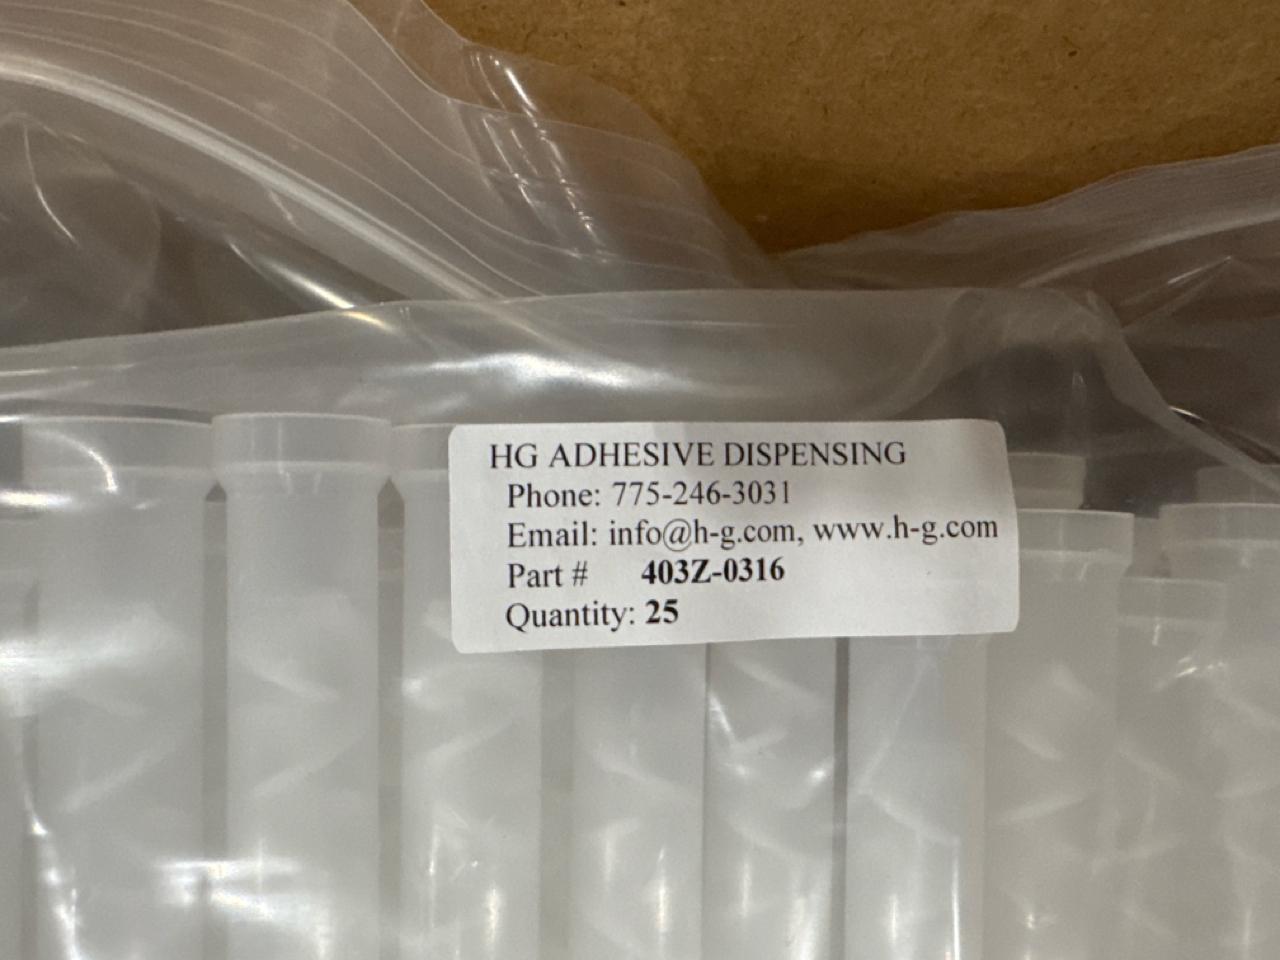 HG ADHESIVE DISPENSING
Phone: 775-246-3031
Email: info@h-g.com, www.h-g.com
Part # 403Z-0316
Quantity: 25